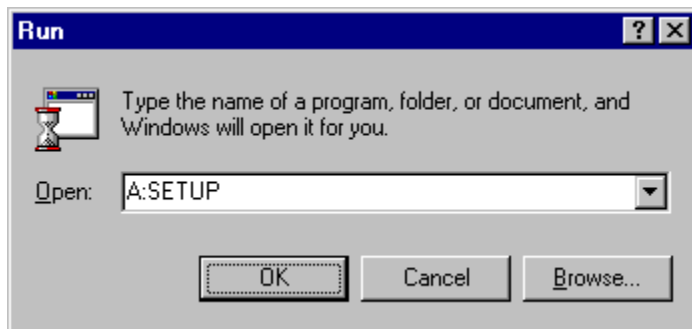 Run
Type the name of a program, folder, or document, and
Windows will open it for you.
Open: A:SETUP
OK Cancel Browse...